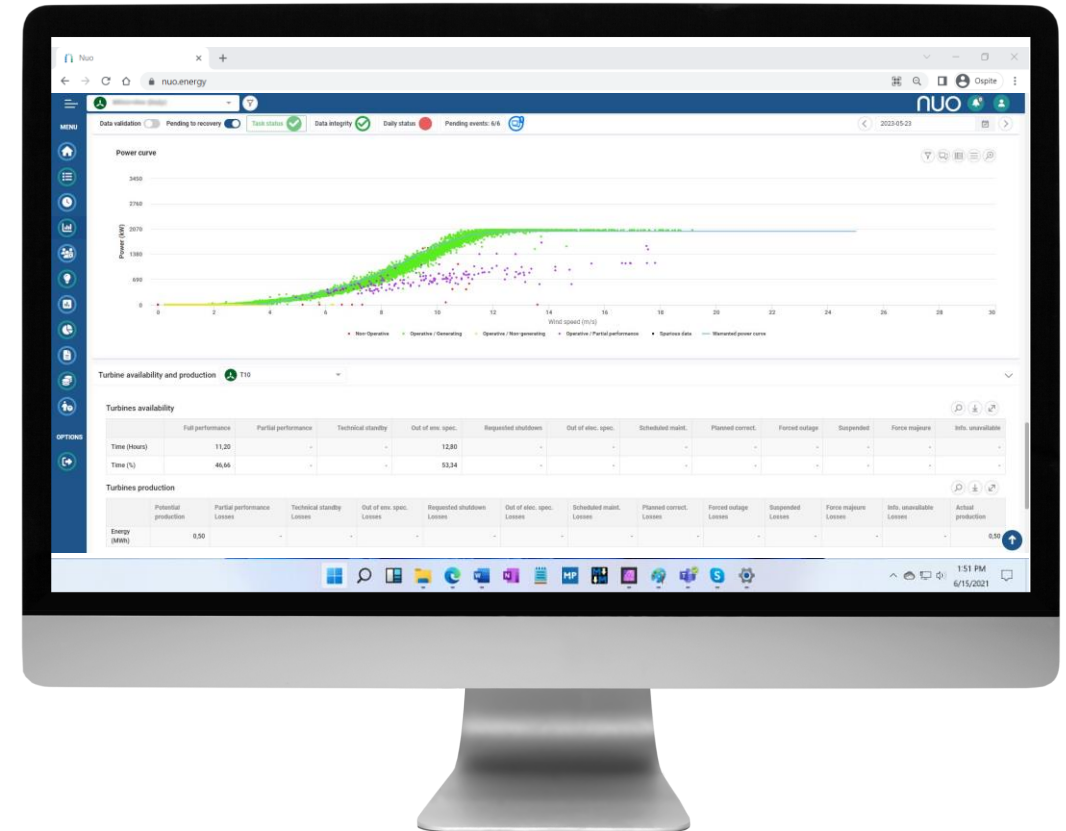 Nuo × +
nuo.energy Ospite
nuo
MENU Data validation Pending to recovery Task status Data integrity Daily status Pending events: 6/6 2023-05-23
Power curve
3450
2760
2070
1380
690
0
Power (kW)
0 2 4 6 8 10 12 14 16 18 20 22 24 26 28 30
Wind speed (m/s)
Non-Operative Operative / Generating Operative / Non-generating Operative / Partial performance Spurious data Warranted power curve
Turbine availability and production T10
Turbines availability
OPTIONS
Full performance Partial performance Technical standby Out of env. spec. Requested shutdown Out of elec. spec. Scheduled maint. Planned correct. Forced outage Suspended Force majeure Info. unavailable
Time (Hours) 11,20 - - 12,80 - - - - - - - -
Time (%) 46,66 - - 53,34 - - - - - - - -
Turbines production
Potential production Partial performance Losses Technical standby Losses Out of env. spec. Losses Requested shutdown Losses Out of elec. spec. Losses Scheduled maint. Losses Planned correct. Losses Forced outage Losses Suspended Losses Force majeure Losses Info. unavailable Losses Actual production
Energy (MWh) 0,50 - - - - - - - - - - - 0,50
MP
1:51 PM
6/15/2021